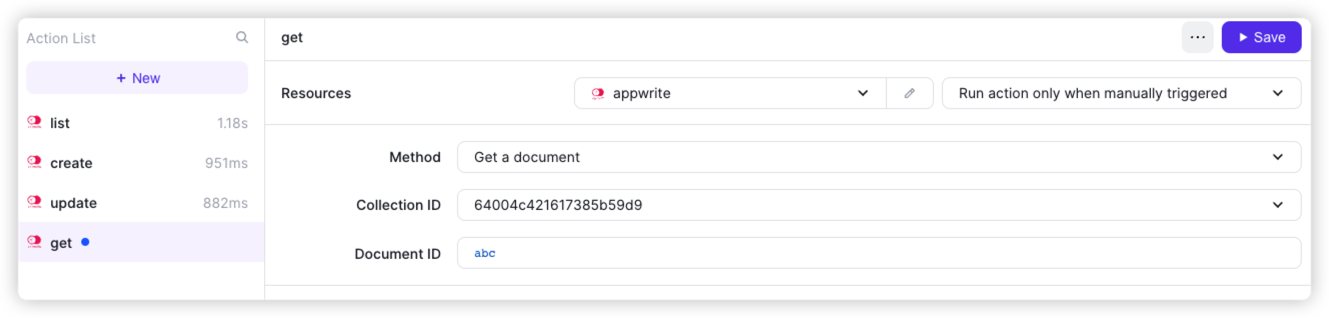 Action List
+ New
list 1.18s
create 951ms
update 882ms
get
get
... Save
Resources appwrite Run action only when manually triggered
Method Get a document
Collection ID 64004c421617385b59d9
Document ID abc